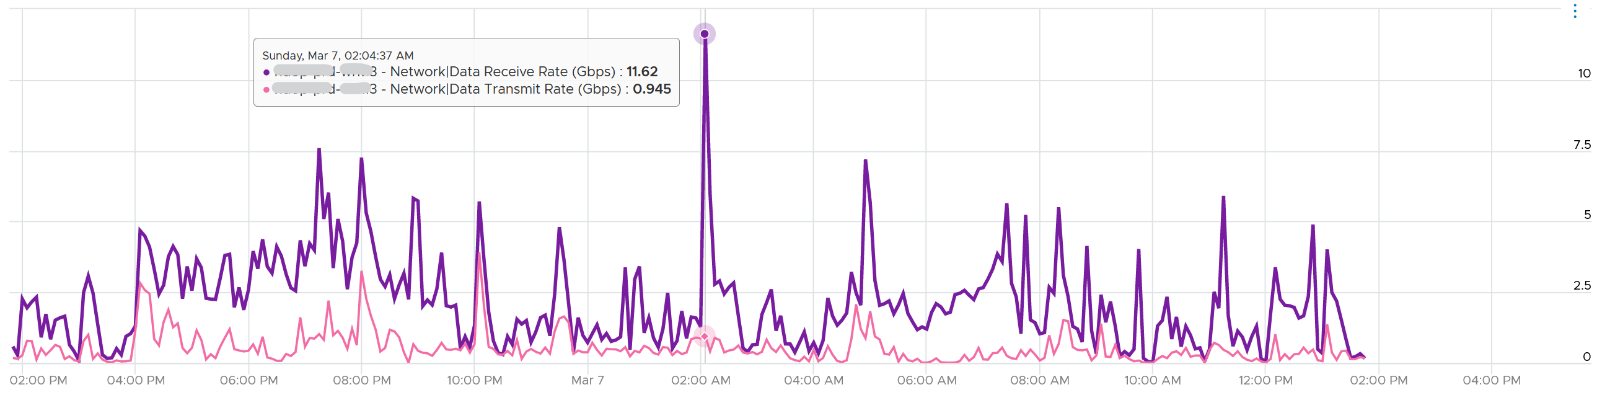 Sunday, Mar 7, 02:04:37 AM
- Network|Data Receive Rate (Gbps) : 11.62
- Network|Data Transmit Rate (Gbps) : 0.945
10
7.5
5
2.5
0
02:00 PM 04:00 PM 06:00 PM 08:00 PM 10:00 PM Mar 7 02:00 AM 04:00 AM 06:00 AM 08:00 AM 10:00 AM 12:00 PM 02:00 PM 04:00 PM